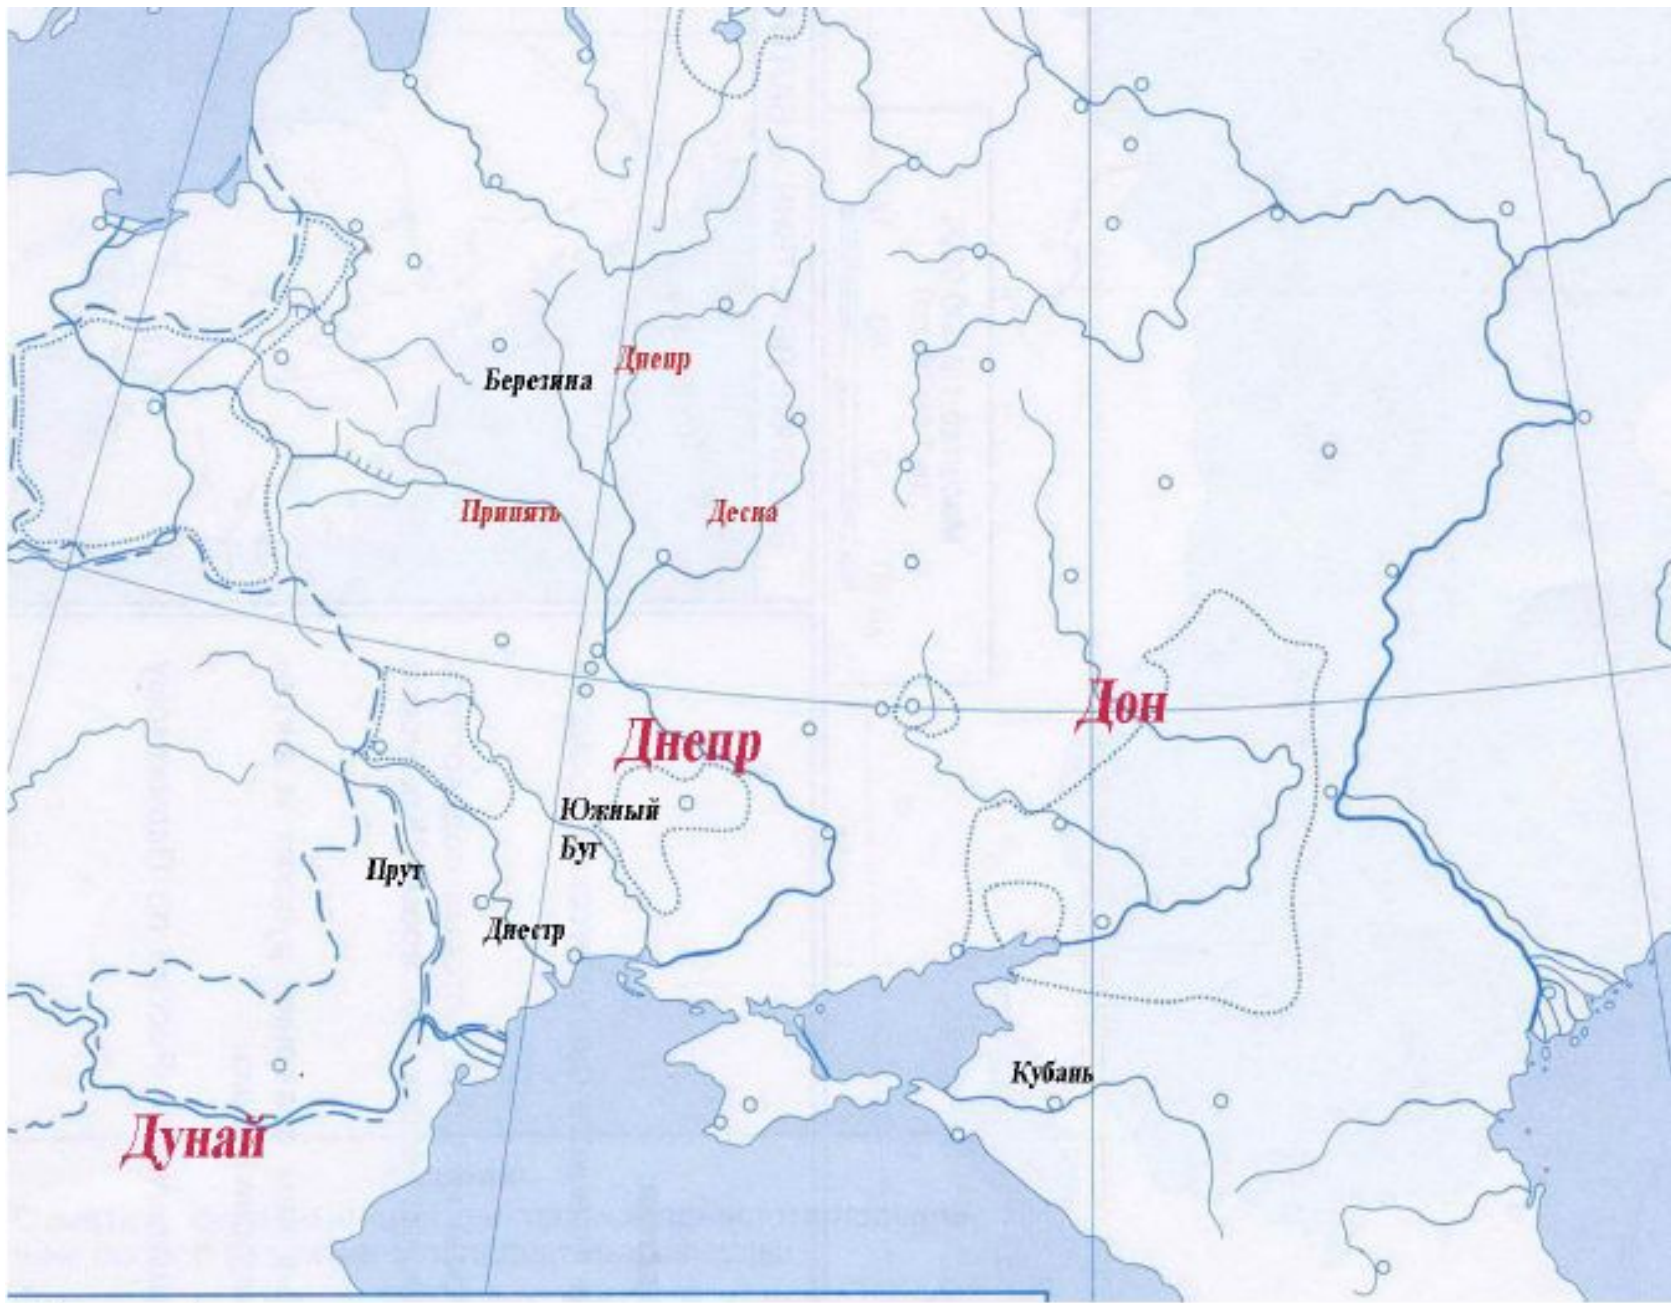 Днепр
Березина
Припять
Десна
Дон
Днепр
Южный
Буг
Прут
Днестр
Кубань
Дунай